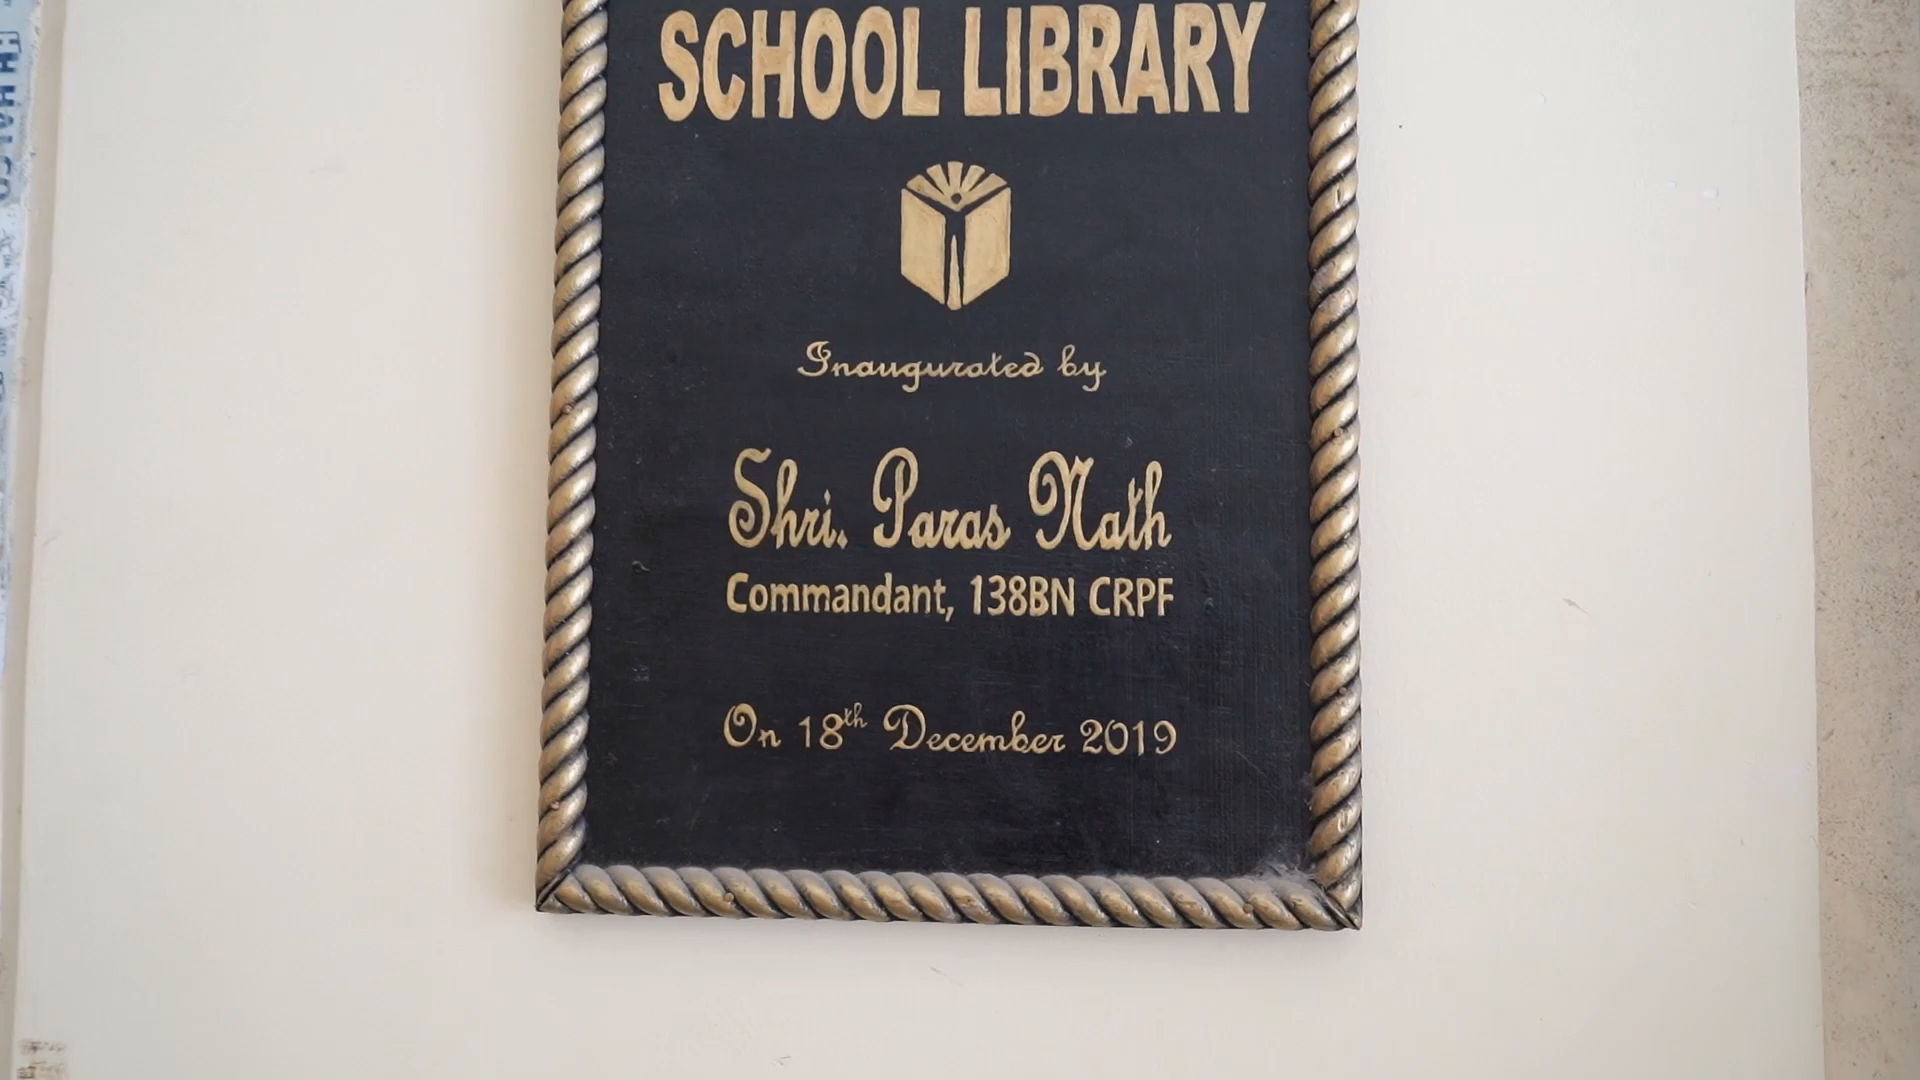 SCHOOL LIBRARY
Inaugurated by
Shri. Paras Nath
Commandant, 138BN CRPF
On 18th December 2019